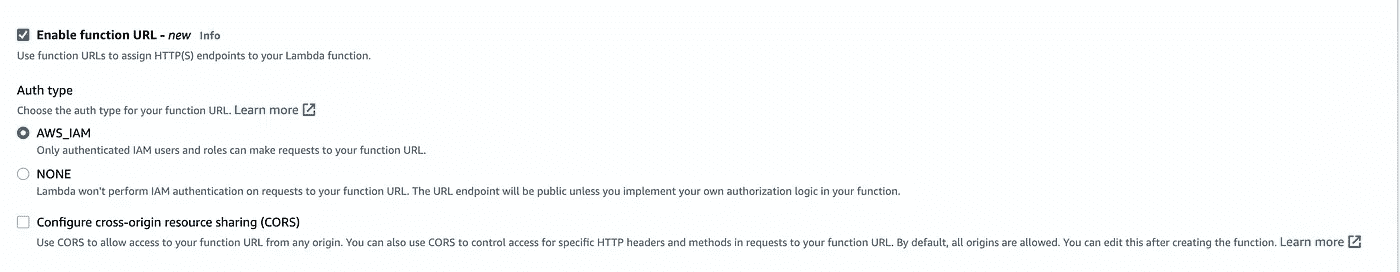 Enable function URL - new Info
Use function URLs to assign HTTP(S) endpoints to your Lambda function.
Auth type
Choose the auth type for your function URL. Learn more
AWS_IAM
Only authenticated IAM users and roles can make requests to your function URL.
NONE
Lambda won't perform IAM authentication on requests to your function URL. The URL endpoint will be public unless you implement your own authorization logic in your function.
Configure cross-origin resource sharing (CORS)
Use CORS to allow access to your function URL from any origin. You can also use CORS to control access for specific HTTP headers and methods in requests to your function URL. By default, all origins are allowed. You can edit this after creating the function. Learn more